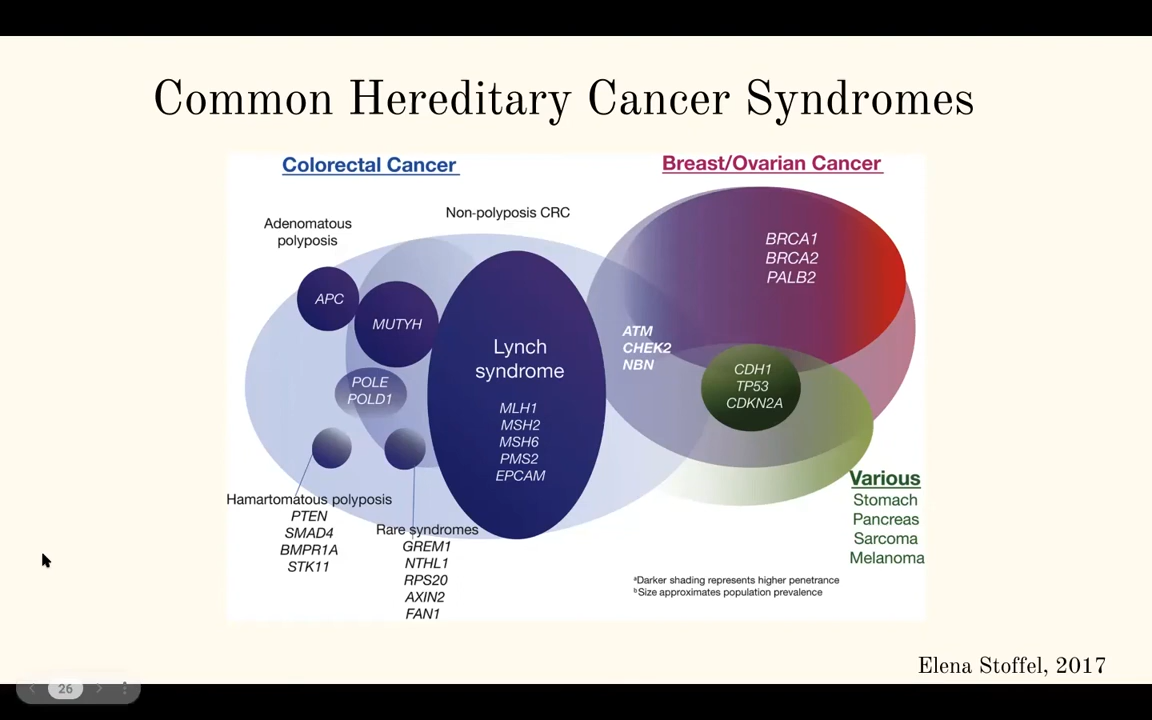 Common Hereditary Cancer Syndromes
Colorectal Cancer
Breast/Ovarian Cancer
Adenomatous
polyposis
Non-polyposis CRC
APC
MUTYH
POLE
POLD1
Lynch
syndrome
MLH1
MSH2
MSH6
PMS2
EPCAM
BRCA1
BRCA2
PALB2
ATM
CHEK2
NBN
CDH1
TP53
CDKN2A
Hamartomatous polyposis
PTEN
SMAD4
BMPR1A
STK11
Rare syndromes
GREM1
NTHL1
RPS20
AXIN2
FAN1
Various
Stomach
Pancreas
Sarcoma
Melanoma
ᵃDarker shading represents higher penetrance
ᵇSize approximates population prevalence
Elena Stoffel, 2017
26